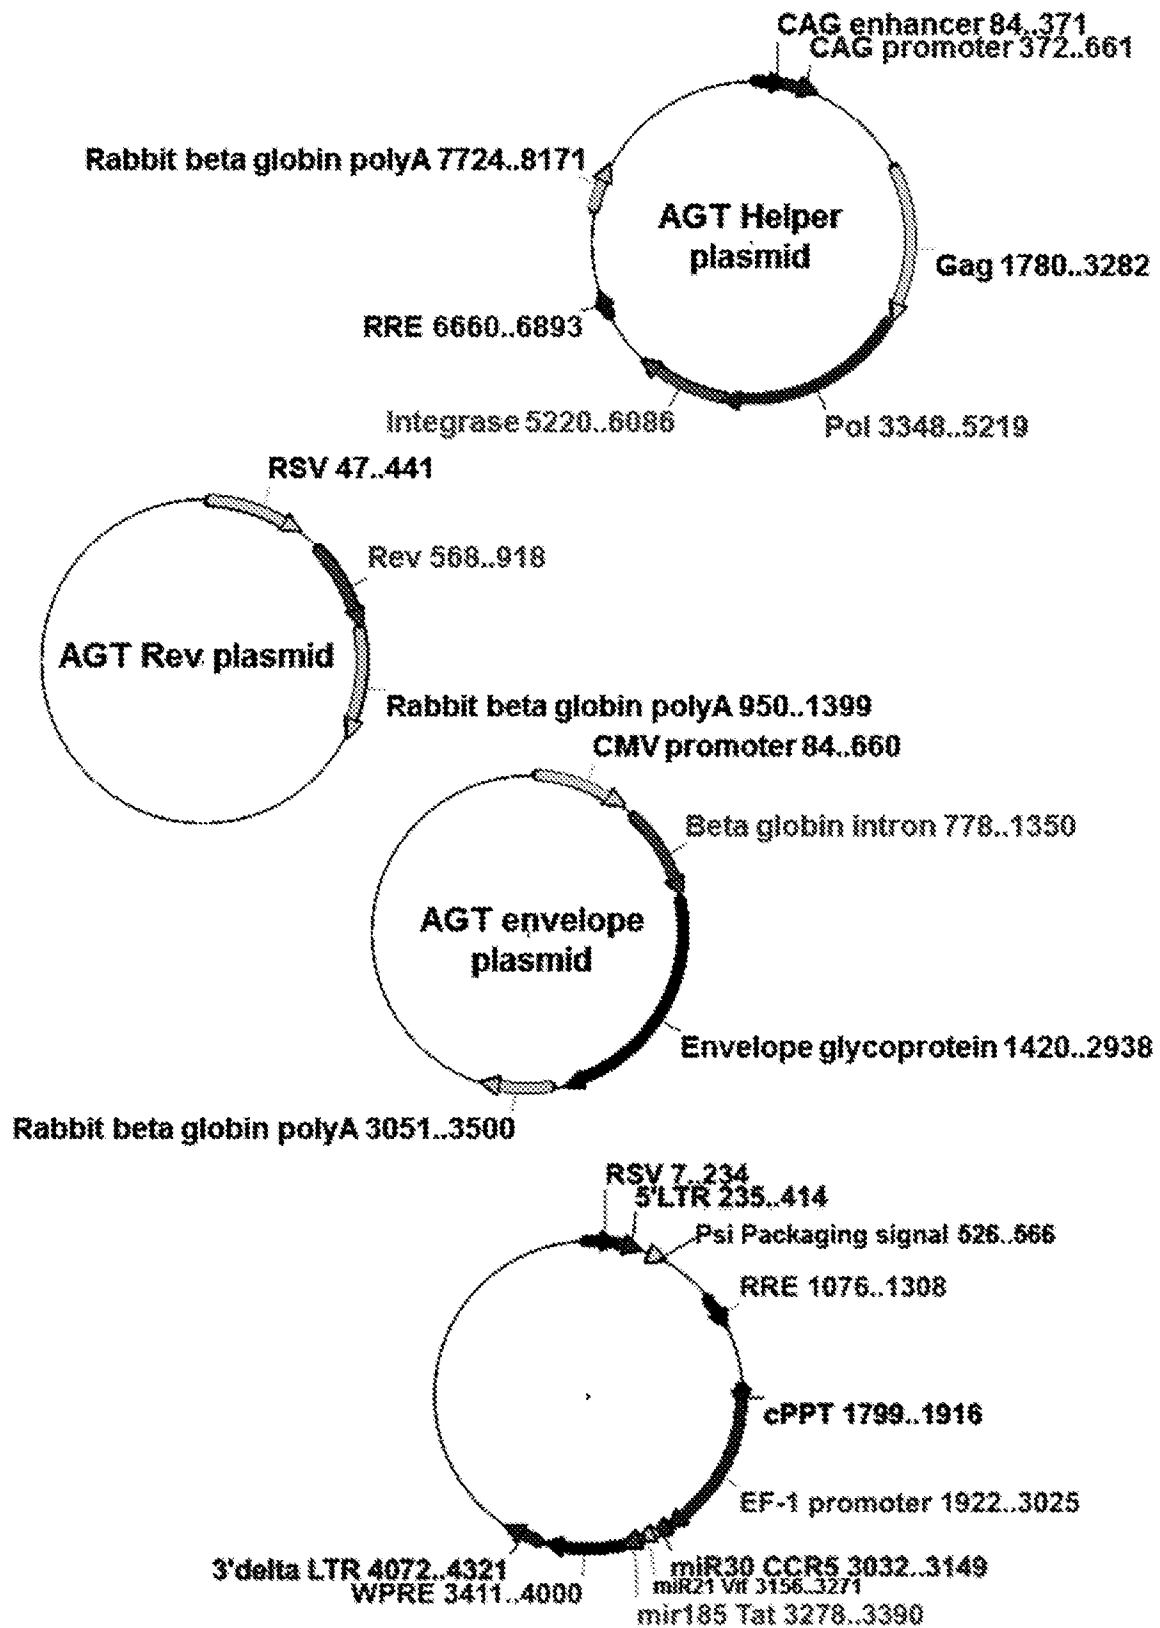 CAG enhancer 84..371
CAG promoter 372..661
Rabbit beta globin polyA 7724..8171
AGT Helper
plasmid
Gag 1780..3282
RRE 6660..6893
Integrase 5220..6086
Pol 3348..5219
RSV 47..441
Rev 568..918
AGT Rev plasmid
Rabbit beta globin polyA 950..1399
CMV promoter 84..660
Beta globin intron 778..1350
AGT envelope
plasmid
Envelope glycoprotein 1420..2938
Rabbit beta globin polyA 3051..3500
RSV 7..234
5'LTR 235..414
Psi Packaging signal 526..566
RRE 1076..1308
cPPT 1799..1916
EF-1 promoter 1922..3025
3'delta LTR 4072..4321
miR30 CCR5 3032..3149
WPRE 3411..4000
miR21 Vif 3156..3271
mir185 Tat 3278..3390